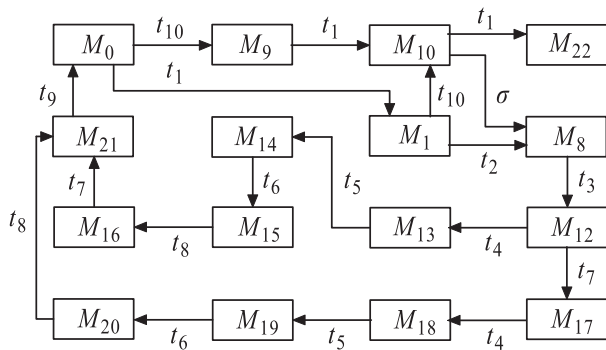 M0 t10 M9 t1 M10 t1 M22
t1
t9 t10 σ
M21 M14 M1 t2 M8
t7 t6 t5 t3
t8 M16 t8 M15 M13 t4 M12
t7
M20 t6 M19 t5 M18 t4 M17